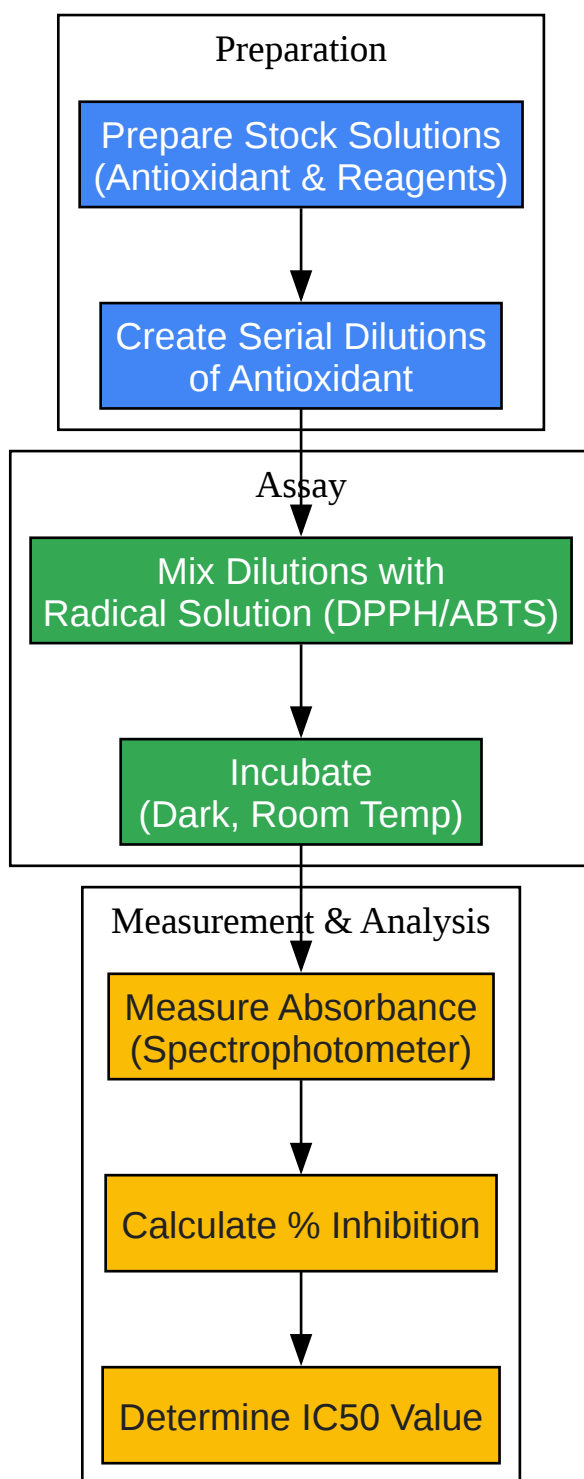 Preparation
Prepare Stock Solutions
(Antioxidant & Reagents)
Create Serial Dilutions
of Antioxidant
Assay
Mix Dilutions with
Radical Solution (DPPH/ABTS)
Incubate
(Dark, Room Temp)
Measurement & Analysis
Measure Absorbance
(Spectrophotometer)
Calculate % Inhibition
Determine IC50 Value